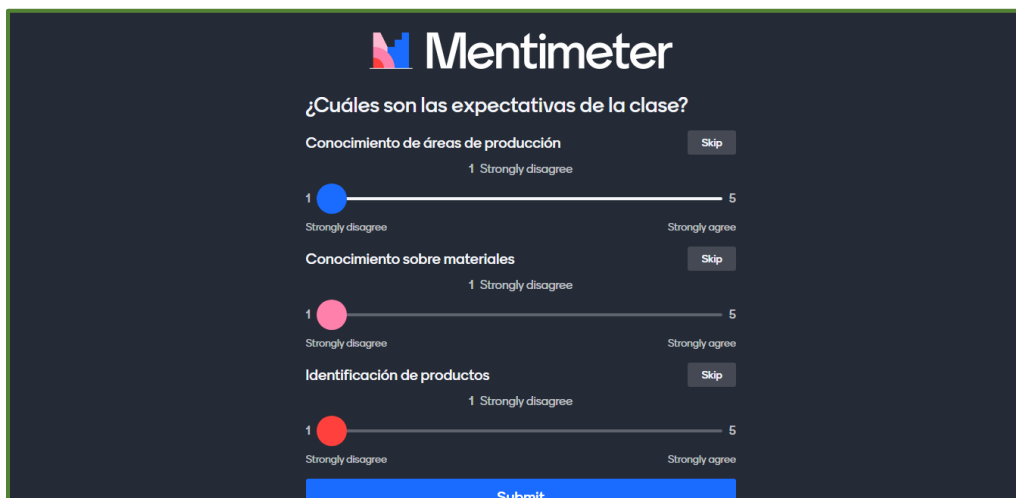 Mentimeter
¿Cuáles son las expectativas de la clase?
Conocimiento de áreas de producción Skip
1 Strongly disagree
1 5
Strongly disagree Strongly agree
Conocimiento sobre materiales Skip
1 Strongly disagree
1 5
Strongly disagree Strongly agree
Identificación de productos Skip
1 Strongly disagree
1 5
Strongly disagree Strongly agree
Submit